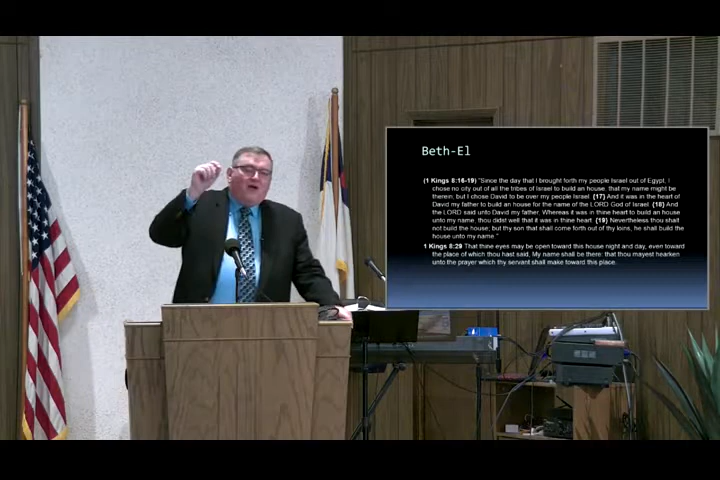 Beth-El
(1 Kings 8:16-19) "Since the day that I brought forth my people Israel out of Egypt, I
chose no city out of all the tribes of Israel to build an house, that my name might be
therein; but I chose David to be over my people Israel. {17} And it was in the heart of
David my father to build an house for the name of the LORD God of Israel. {18} And
the LORD said unto David my father, Whereas it was in thine heart to build an house
unto my name, thou didst well that it was in thine heart. {19} Nevertheless thou shalt
not build the house; but thy son that shall come forth out of thy loins, he shall build the
house unto my name."
1 Kings 8:29 That thine eyes may be open toward this house night and day, even toward
the place of which thou hast said, My name shall be there: that thou mayest hearken
unto the prayer which thy servant shall make toward this place.